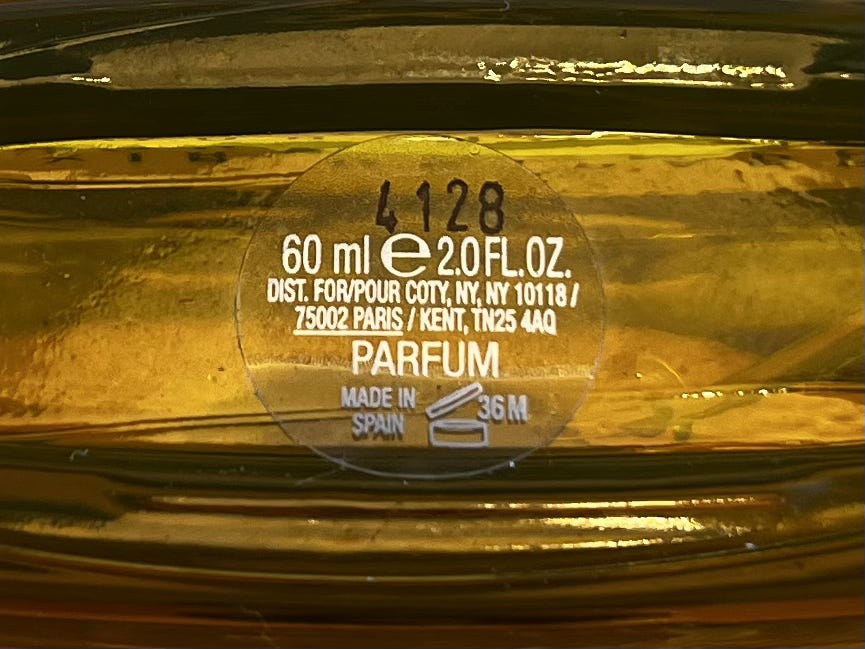 4128
60 ml ℮ 2.0 FL.OZ.
DIST. FOR/POUR COTY, NY, NY 10118 /
75002 PARIS / KENT, TN25 4AQ
PARFUM
MADE IN
SPAIN
36 M